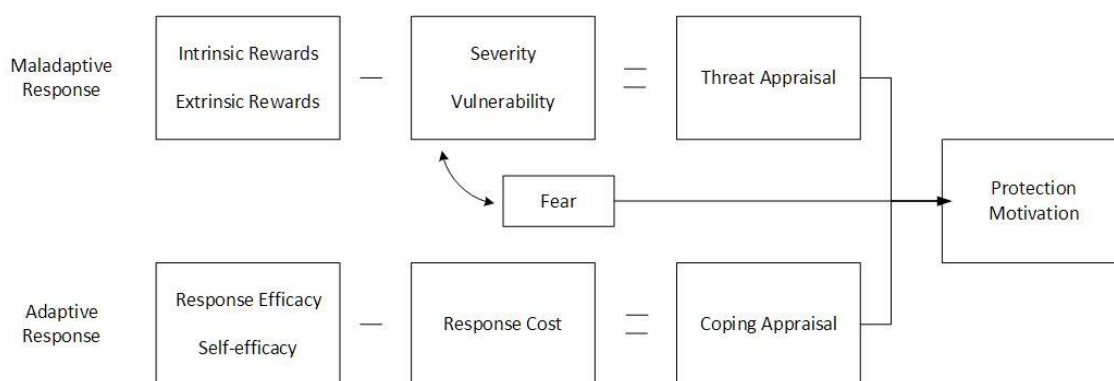 Maladaptive
Response
Intrinsic Rewards
Extrinsic Rewards
Severity
Vulnerability
Threat Appraisal
Fear
Protection
Motivation
Adaptive
Response
Response Efficacy
Self-efficacy
Response Cost
Coping Appraisal